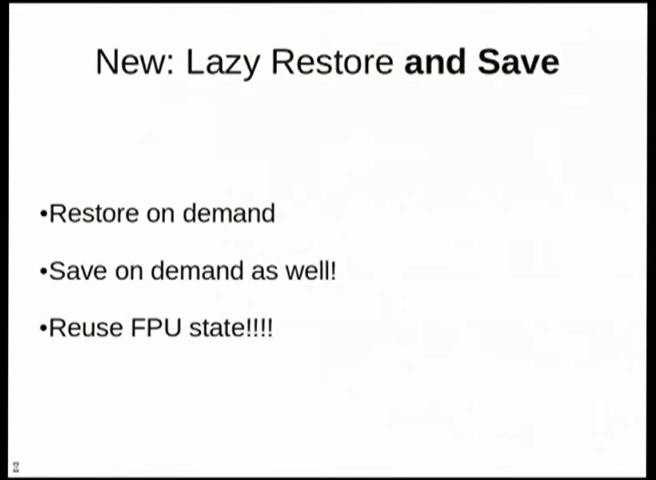 New: Lazy Restore and Save
•Restore on demand
•Save on demand as well!
•Reuse FPU state!!!!